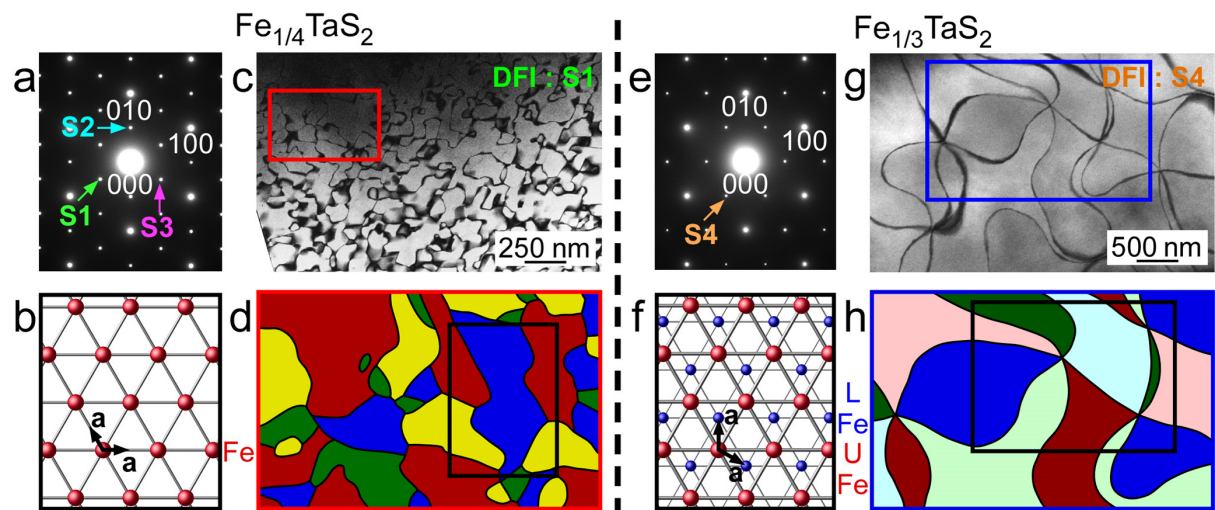 Fe1/4TaS2
Fe1/3TaS2
a
010
S2
100
000
S1
S3
c
DFI : S1
250 nm
e
010
100
000
S4
g
DFI : S4
500 nm
b
a
a
Fe
d
f
a
a
L
Fe
U
Fe
h